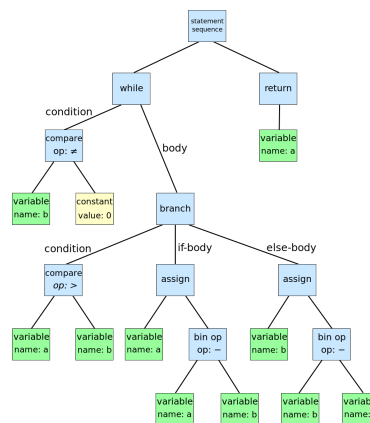 statement
sequence
while
return
condition
body
compare
op: ≠
variable
name: a
variable
name: b
constant
value: 0
branch
condition
if-body
else-body
compare
op: >
assign
assign
variable
name: a
variable
name: b
variable
name: a
bin op
op: −
variable
name: b
bin op
op: −
variable
name: a
variable
name: b
variable
name: b
name: